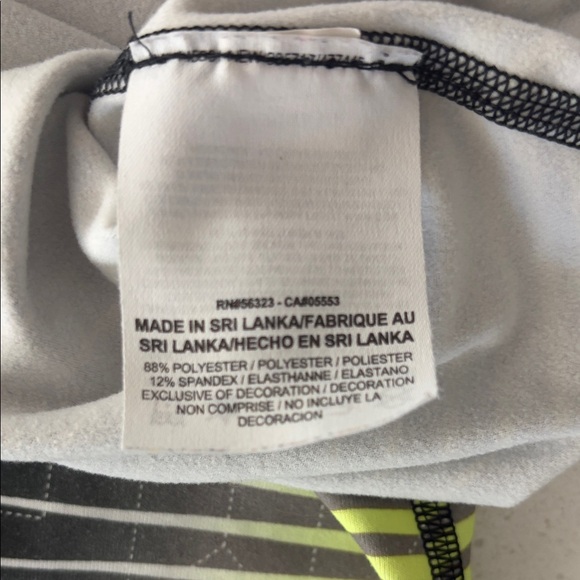 RN#56323 - CA#05553
MADE IN SRI LANKA/FABRIQUE AU
SRI LANKA/HECHO EN SRI LANKA
88% POLYESTER / POLYESTER / POLIESTER
12% SPANDEX / ELASTHANNE / ELASTANO
EXCLUSIVE OF DECORATION / DECORATION
NON COMPRISE / NO INCLUYE LA
DECORACION